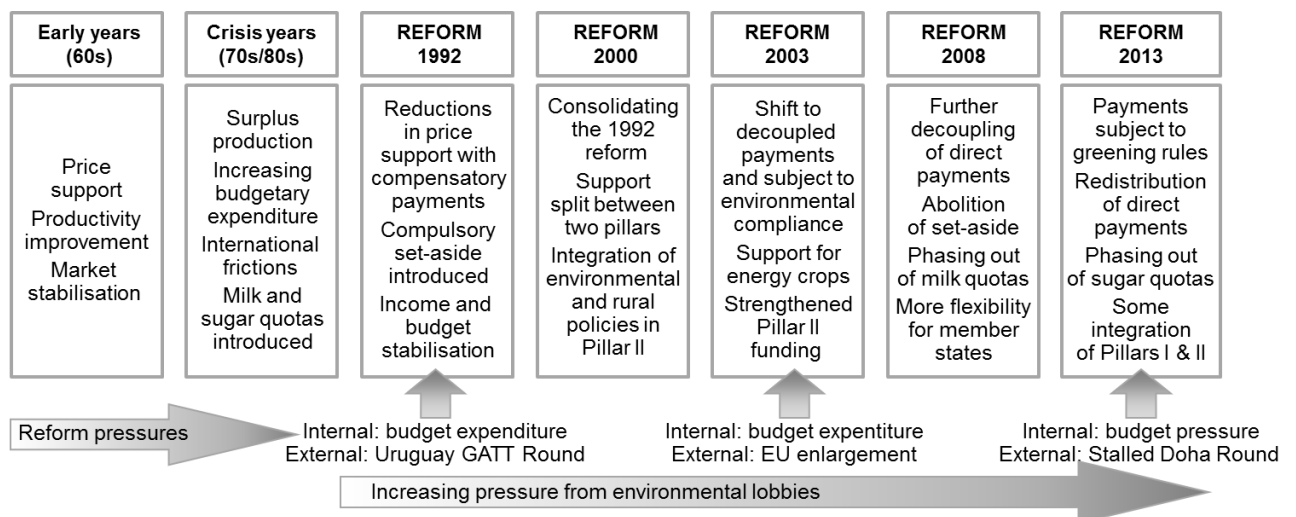 Early years
(60s)
Crisis years
(70s/80s)
REFORM
1992
REFORM
2000
REFORM
2003
REFORM
2008
REFORM
2013
Price
support
Productivity
improvement
Market
stabilisation
Surplus
production
Increasing
budgetary
expenditure
International
frictions
Milk and
sugar quotas
introduced
Reductions
in price
support with
compensatory
payments
Compulsory
set-aside
introduced
Income and
budget
stabilisation
Consolidating
the 1992
reform
Support
split between
two pillars
Integration of
environmental
and rural
policies in
Pillar II
Shift to
decoupled
payments
and subject to
environmental
compliance
Support for
energy crops
Strengthened
Pillar II
funding
Further
decoupling
of direct
payments
Abolition
of set-aside
Phasing out
of milk quotas
More flexibility
for member
states
Payments
subject to
greening rules
Redistribution
of direct
payments
Phasing out
of sugar quotas
Some
integration
of Pillars I & II
Reform pressures
Internal: budget expenditure
External: Uruguay GATT Round
Internal: budget expentiture
External: EU enlargement
Internal: budget pressure
External: Stalled Doha Round
Increasing pressure from environmental lobbies